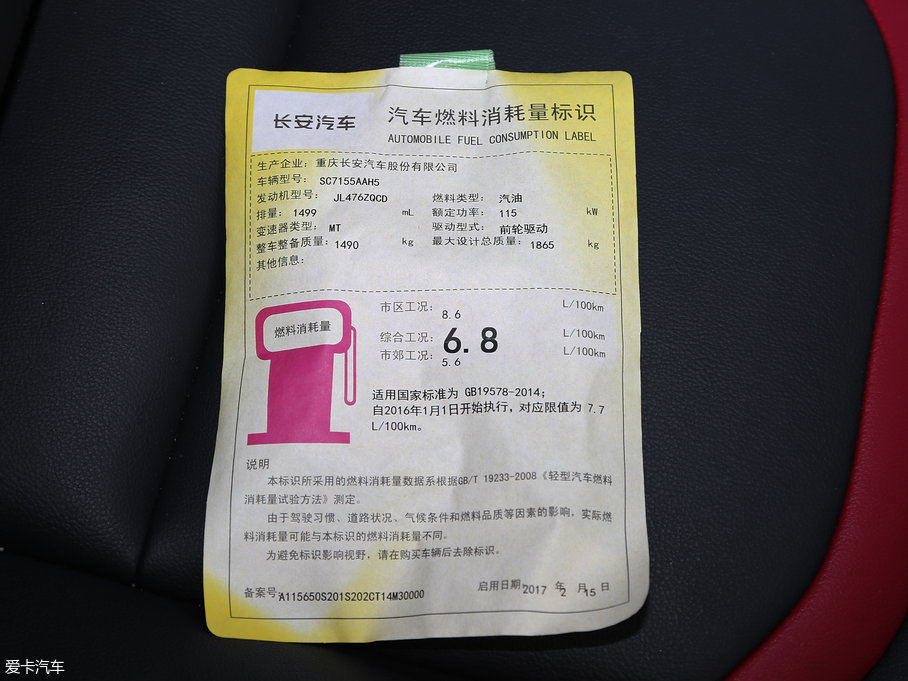 长安汽车
汽车燃料消耗量标识
AUTOMOBILE FUEL CONSUMPTION LABEL
生产企业: 重庆长安汽车股份有限公司
车辆型号: SC7155AAH5
发动机型号: JL476ZQCD 燃料类型: 汽油
排量: 1499 mL 额定功率: 115 kW
变速器类型: MT 驱动型式: 前轮驱动
整车整备质量: 1490 kg 最大设计总质量: 1865 kg
其他信息:
燃料消耗量
市区工况: 8.6 L/100km
综合工况: 6.8 L/100km
市郊工况: 5.6 L/100km
适用国家标准为 GB19578-2014;
自2016年1月1日开始执行, 对应限值为 7.7
L/100km。
说明
本标识所采用的燃料消耗量数据系根据GB/T 19233-2008《轻型汽车燃料
消耗量试验方法》测定。
由于驾驶习惯、道路状况、气候条件和燃料品质等因素的影响, 实际燃
料消耗量可能与本标识的燃料消耗量不同。
为避免标识影响视野, 请在购买车辆后去除标识。
备案号: A115650S201S202CT14M30000 启用日期: 2017 年 2 月 15 日
爱卡汽车